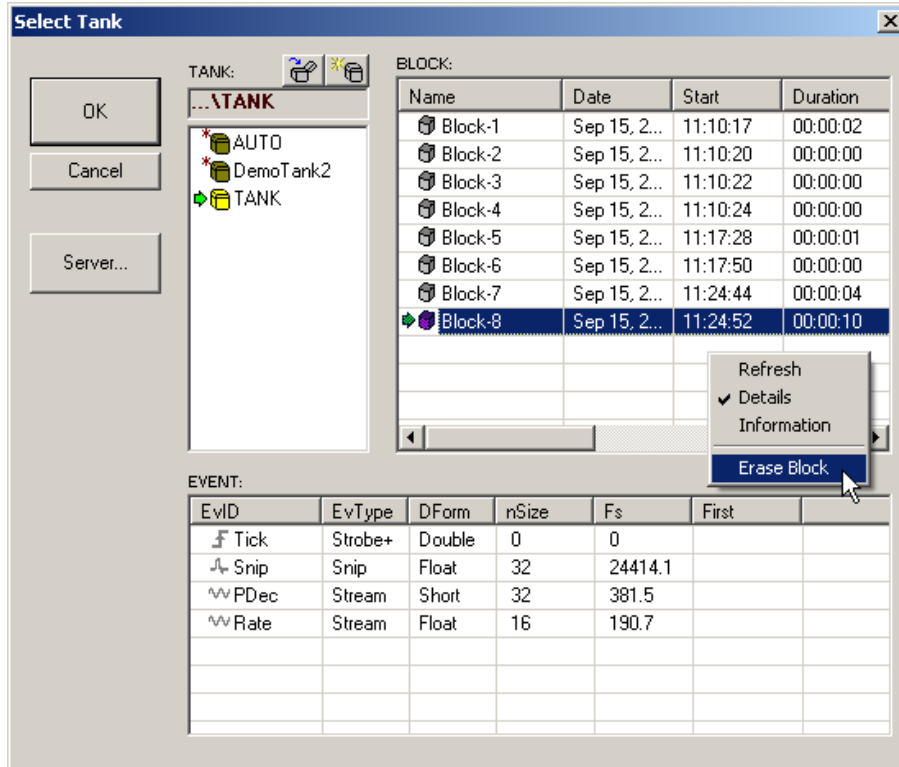 Select Tank
OK
Cancel
Server...
TANK:
...\TANK
AUTO
DemoTank2
TANK
BLOCK:
Name Date Start Duration
Block-1 Sep 15, 2... 11:10:17 00:00:02
Block-2 Sep 15, 2... 11:10:20 00:00:00
Block-3 Sep 15, 2... 11:10:22 00:00:00
Block-4 Sep 15, 2... 11:10:24 00:00:00
Block-5 Sep 15, 2... 11:17:28 00:00:01
Block-6 Sep 15, 2... 11:17:50 00:00:00
Block-7 Sep 15, 2... 11:24:44 00:00:04
Block-8 Sep 15, 2... 11:24:52 00:00:10
Refresh
Details
Information
Erase Block
EVENT:
EvID EvType DForm nSize Fs First
Tick Strobe+ Double 0 0
Snip Snip Float 32 24414.1
PDec Stream Short 32 381.5
Rate Stream Float 16 190.7